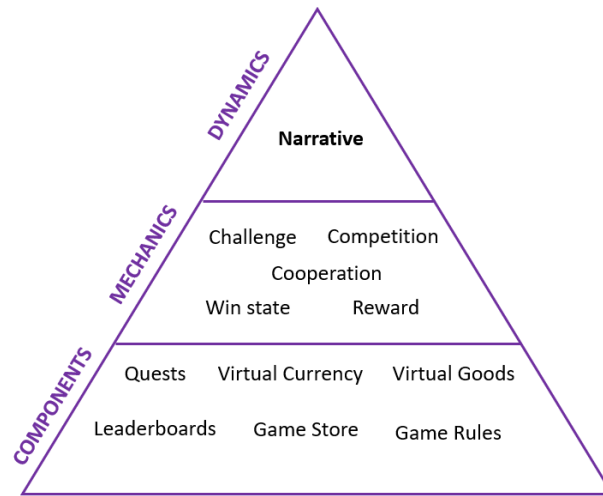 DYNAMICS
Narrative
MECHANICS
Challenge Competition
Cooperation
Win state Reward
COMPONENTS
Quests Virtual Currency Virtual Goods
Leaderboards Game Store Game Rules